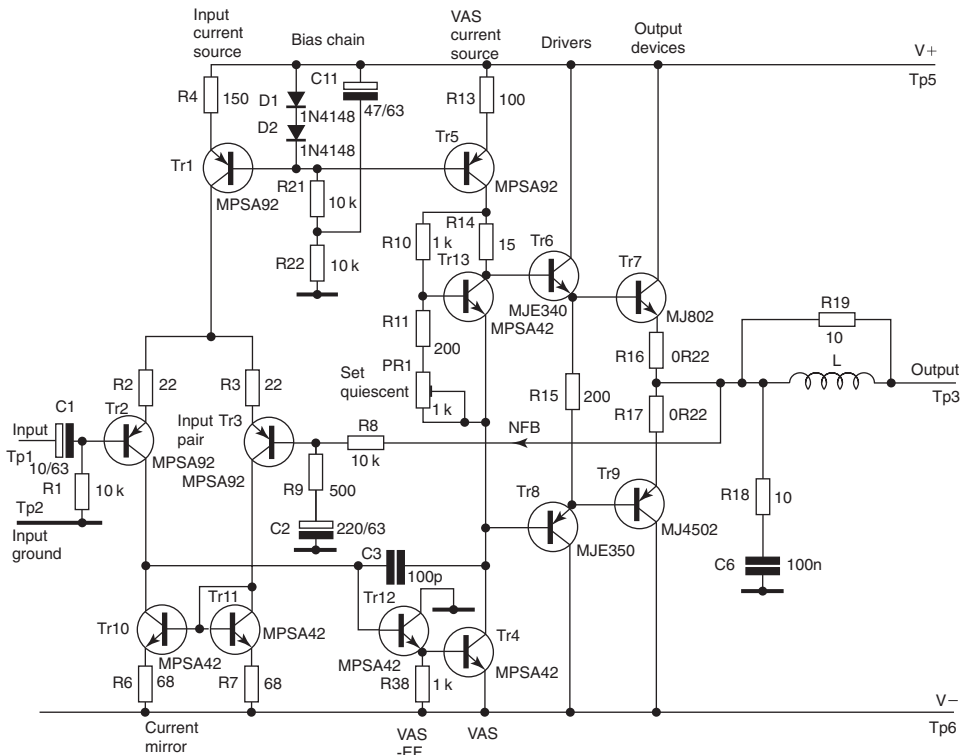 Input
current
source
Bias chain
VAS
current
source
Drivers
Output
devices
V+
Tp5
R4
150
D1
1N4148
D2
1N4148
C11
47/63
R13
100
Tr1
MPSA92
Tr5
MPSA92
R21
10 k
R22
10 k
R10
1 k
R14
15
Tr13
MPSA42
Tr6
MJE340
Tr7
MJ802
R11
200
PR1
1 k
Set
quiescent
R15
200
R16
0R22
R17
0R22
R19
10
L
Output
Tp3
R2
22
R3
22
C1
10/63
Input
Tp1
Tr2
MPSA92
Tr3
Input
pair
MPSA92
R8
10 k
NFB
R1
10 k
Tp2
Input
ground
R9
500
C2
220/63
Tr8
MJE350
Tr9
MJ4502
R18
10
C6
100n
C3
100p
Tr12
MPSA42
Tr4
MPSA42
Tr10
MPSA42
Tr11
MPSA42
R6
68
R7
68
R38
1 k
V−
Tp6
Current
mirror
VAS
-EF
VAS